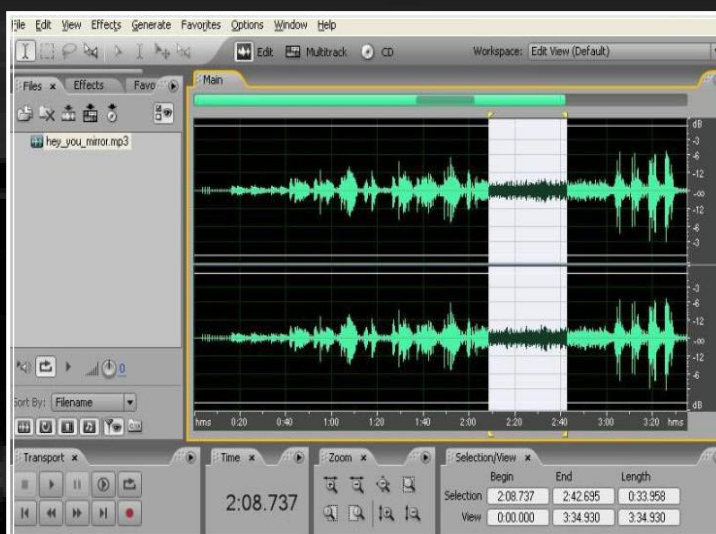 File Edit View Effects Generate Favorites Options Window Help
Edit Multitrack CD Workspace: Edit View (Default)
Files × Effects Favo
Main
hey_you_mirror.mp3
dB
-3
-6
-12
-∞
-12
-6
-3
-3
-6
-12
-∞
-12
-6
dB
0
Sort By: Filename
hms 0:20 0:40 1:00 1:20 1:40 2:00 2:20 2:40 3:00 3:20 hms
Transport × Time × Zoom × Selection/View ×
Begin End Length
2:08.737
Selection 2:08.737 2:42.695 0:33.958
View 0:00.000 3:34.930 3:34.930